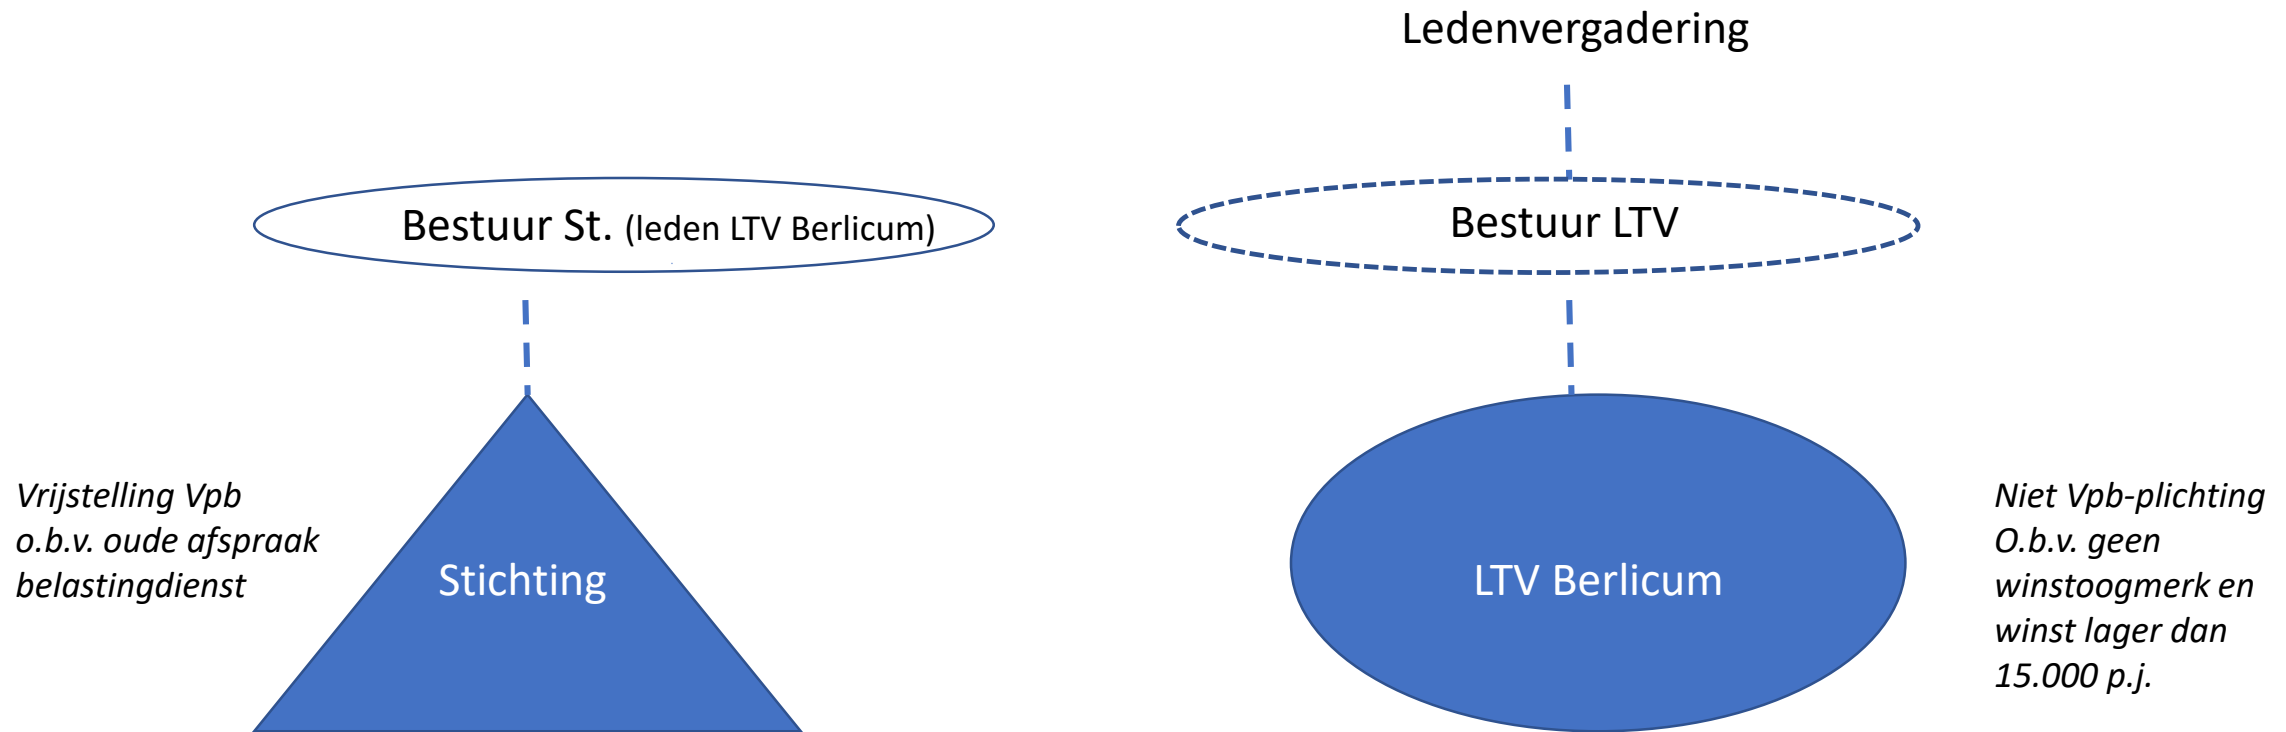 Ledenvergadering
Bestuur St. (leden LTV Berlicum)
Bestuur LTV
Vrijstelling Vpb
o.b.v. oude afspraak
belastingdienst
Stichting
LTV Berlicum
Niet Vpb-plichting
O.b.v. geen
winstoogmerk en
winst lager dan
15.000 p.j.